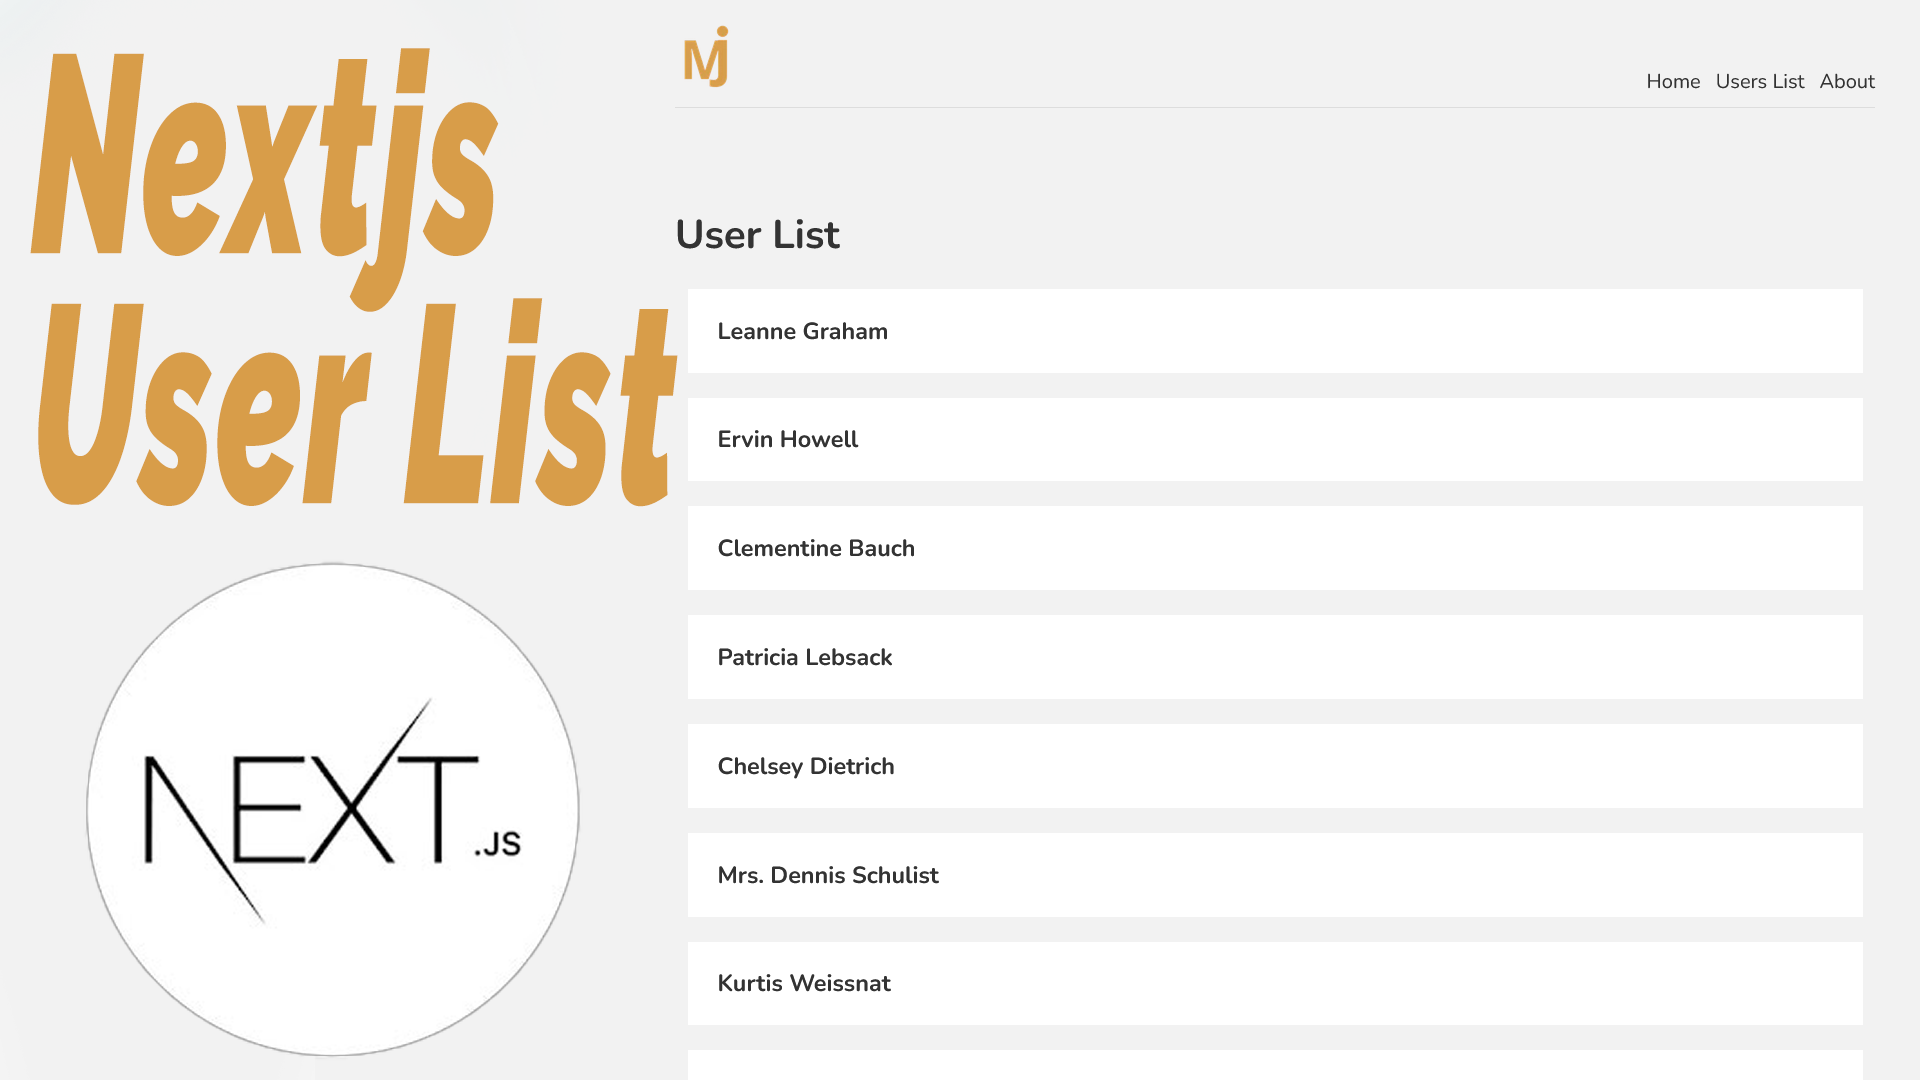 Nextjs
User List
NEXT.JS
Mj
Home Users List About
User List
Leanne Graham
Ervin Howell
Clementine Bauch
Patricia Lebsack
Chelsey Dietrich
Mrs. Dennis Schulist
Kurtis Weissnat